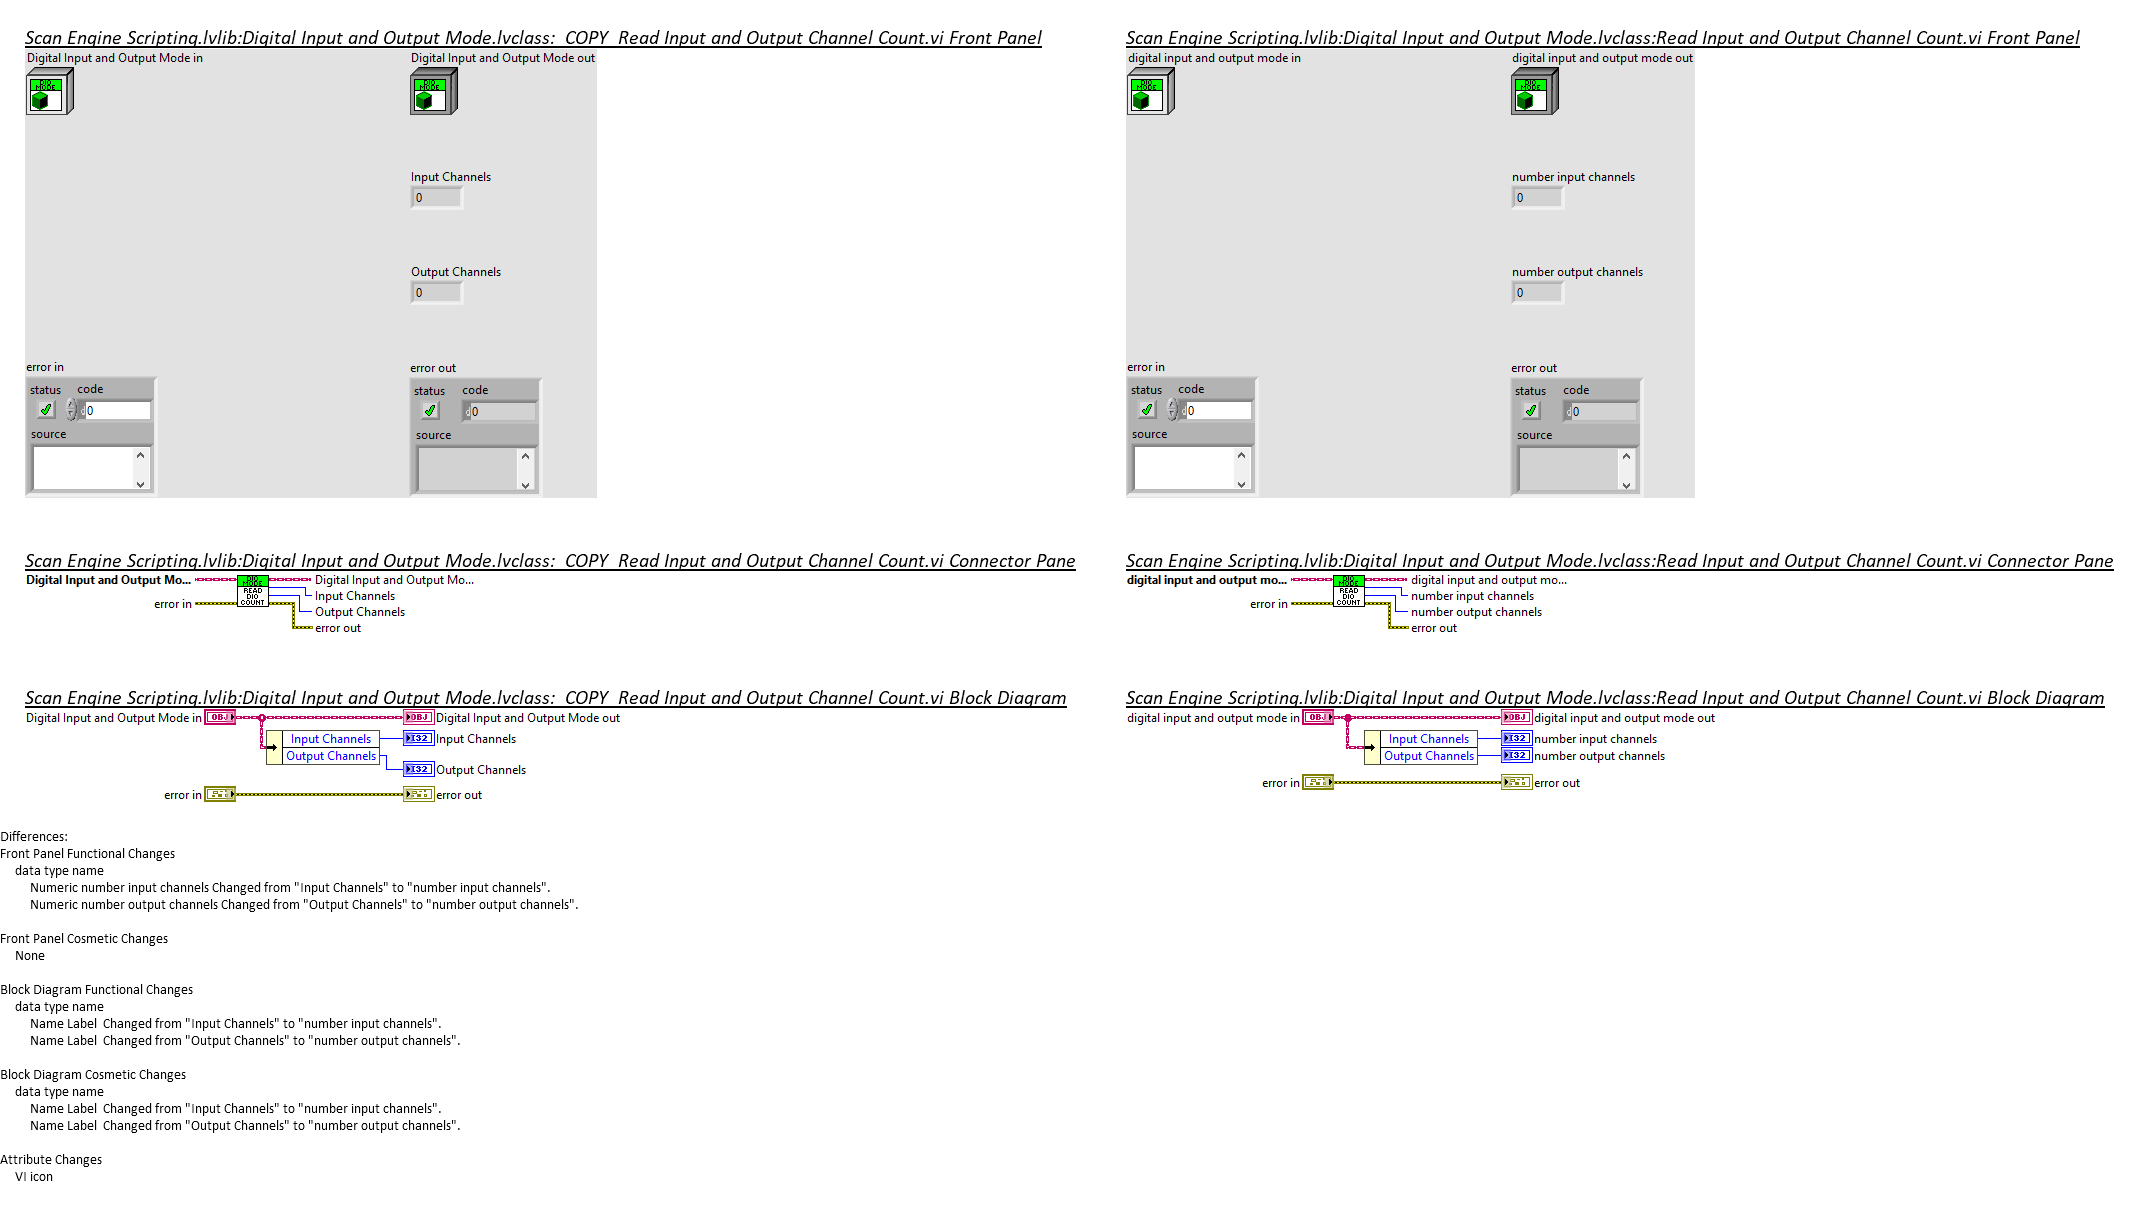 Scan Engine Scripting.lvlib:Digital Input and Output Mode.lvclass:  COPY  Read Input and Output Channel Count.vi Front Panel
Digital Input and Output Mode in
Digital Input and Output Mode out
DIO
MODE
DIO
MODE
Input Channels
0
Output Channels
0
error in
error out
status
code
d
0
source
status
code
d
0
source
Scan Engine Scripting.lvlib:Digital Input and Output Mode.lvclass:Read Input and Output Channel Count.vi Front Panel
digital input and output mode in
digital input and output mode out
DIO
MODE
DIO
MODE
number input channels
0
number output channels
0
error in
error out
status
code
d
0
source
status
code
d
0
source
Scan Engine Scripting.lvlib:Digital Input and Output Mode.lvclass:  COPY  Read Input and Output Channel Count.vi Connector Pane
Digital Input and Output Mo...
error in
DIO
MODE
READ
DIO
COUNT
Digital Input and Output Mo...
Input Channels
Output Channels
error out
Scan Engine Scripting.lvlib:Digital Input and Output Mode.lvclass:Read Input and Output Channel Count.vi Connector Pane
digital input and output mo...
error in
DIO
MODE
READ
DIO
COUNT
digital input and output mo...
number input channels
number output channels
error out
Scan Engine Scripting.lvlib:Digital Input and Output Mode.lvclass:  COPY  Read Input and Output Channel Count.vi Block Diagram
Digital Input and Output Mode in
OBJ
OBJ
Digital Input and Output Mode out
Input Channels
I32
Input Channels
Output Channels
I32
Output Channels
error in
error out
Scan Engine Scripting.lvlib:Digital Input and Output Mode.lvclass:Read Input and Output Channel Count.vi Block Diagram
digital input and output mode in
OBJ
OBJ
digital input and output mode out
Input Channels
I32
number input channels
Output Channels
I32
number output channels
error in
error out
Differences:
Front Panel Functional Changes
data type name
Numeric number input channels Changed from "Input Channels" to "number input channels".
Numeric number output channels Changed from "Output Channels" to "number output channels".
Front Panel Cosmetic Changes
None
Block Diagram Functional Changes
data type name
Name Label  Changed from "Input Channels" to "number input channels".
Name Label  Changed from "Output Channels" to "number output channels".
Block Diagram Cosmetic Changes
data type name
Name Label  Changed from "Input Channels" to "number input channels".
Name Label  Changed from "Output Channels" to "number output channels".
Attribute Changes
VI icon